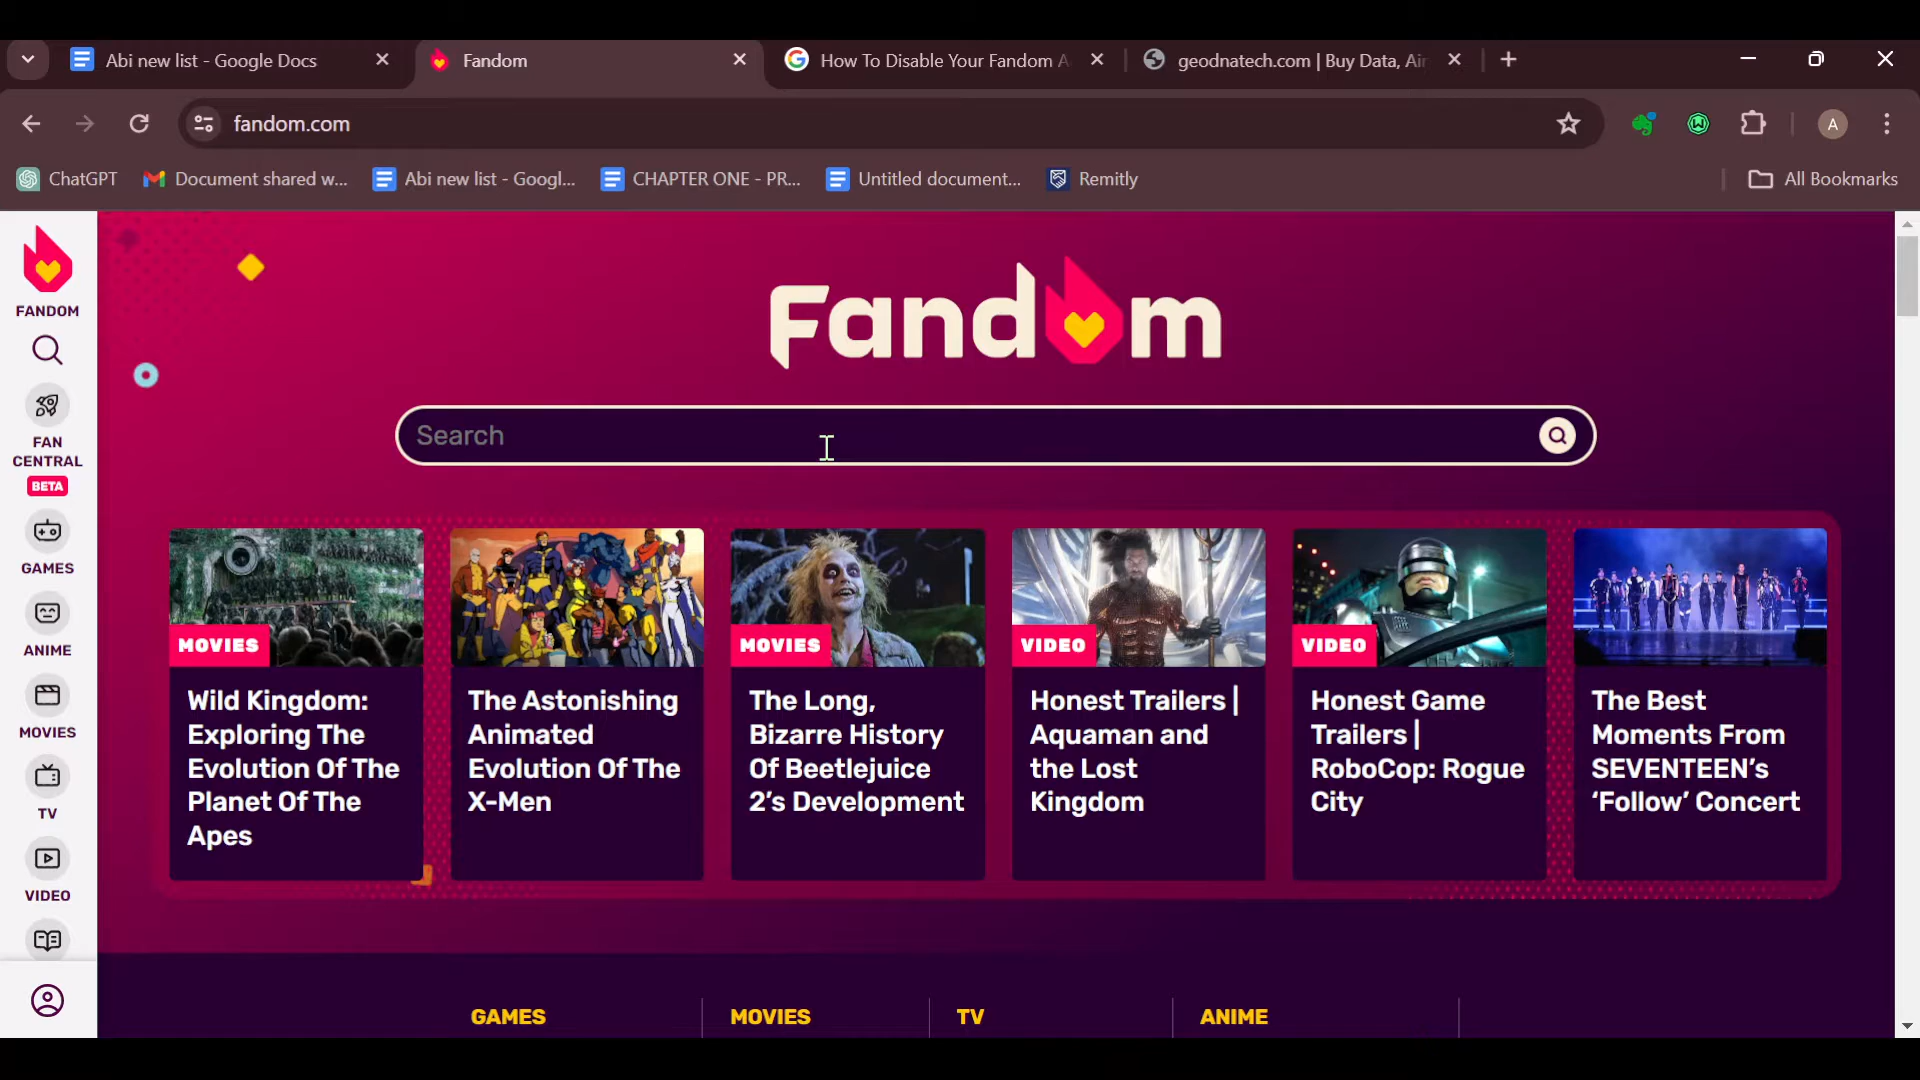 Abi new list - Google Docs
Fandom
How To Disable Your Fandom A
geodnatech.com | Buy Data, Air
fandom.com
A
ChatGPT
Document shared w...
Abi new list - Googl...
CHAPTER ONE - PR...
Untitled document...
Remitly
All Bookmarks
FANDOM
FAN
CENTRAL
BETA
GAMES
ANIME
MOVIES
TV
VIDEO
Fandom
Search
MOVIES
Wild Kingdom:
Exploring The
Evolution Of The
Planet Of The
Apes
The Astonishing
Animated
Evolution Of The
X-Men
MOVIES
The Long,
Bizarre History
Of Beetlejuice
2’s Development
VIDEO
Honest Trailers |
Aquaman and
the Lost
Kingdom
VIDEO
Honest Game
Trailers |
RoboCop: Rogue
City
The Best
Moments From
SEVENTEEN’s
‘Follow’ Concert
GAMES
MOVIES
TV
ANIME